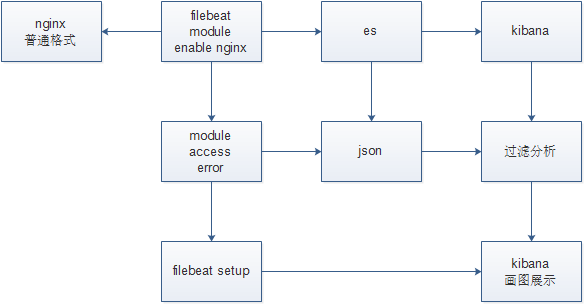 nginx
普通格式
filebeat
module
enable nginx
es
kibana
module
access
error
json
过滤分析
filebeat setup
kibana
画图展示